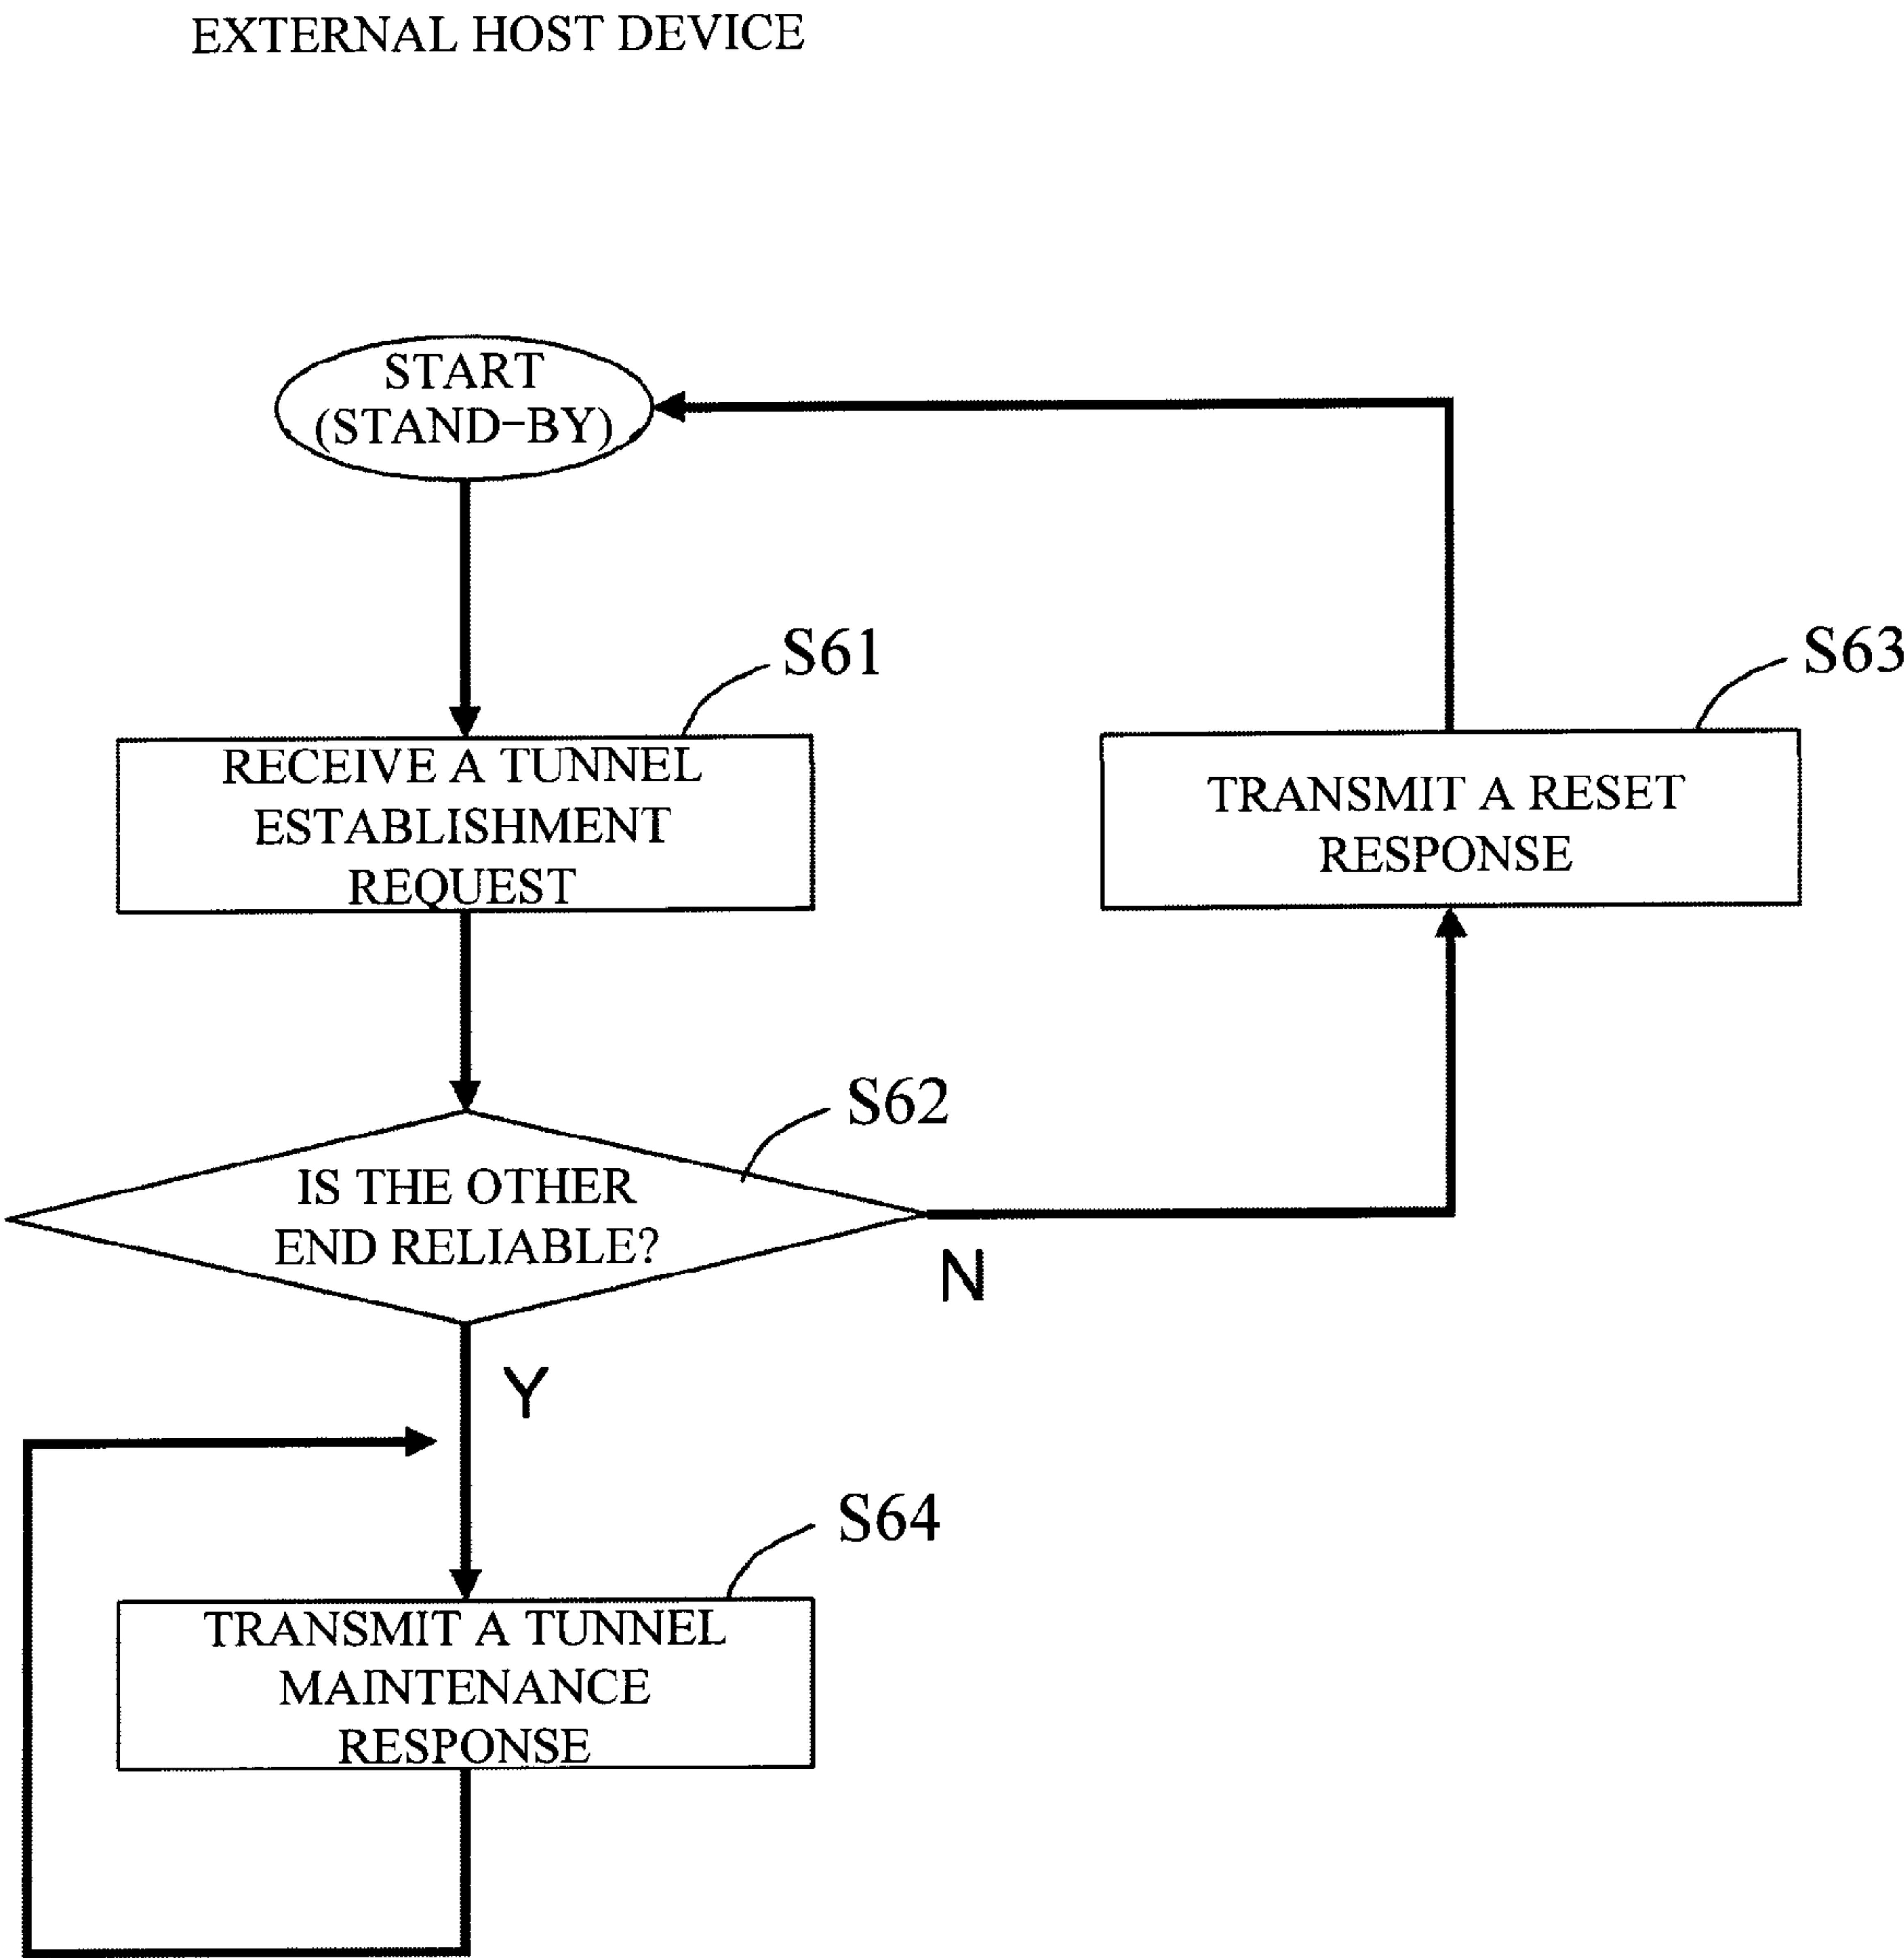 EXTERNAL HOST DEVICE
START
(STAND-BY)
S61
RECEIVE A TUNNEL
ESTABLISHMENT
REQUEST
S63
TRANSMIT A RESET
RESPONSE
S62
IS THE OTHER
END RELIABLE?
N
Y
S64
TRANSMIT A TUNNEL
MAINTENANCE
RESPONSE